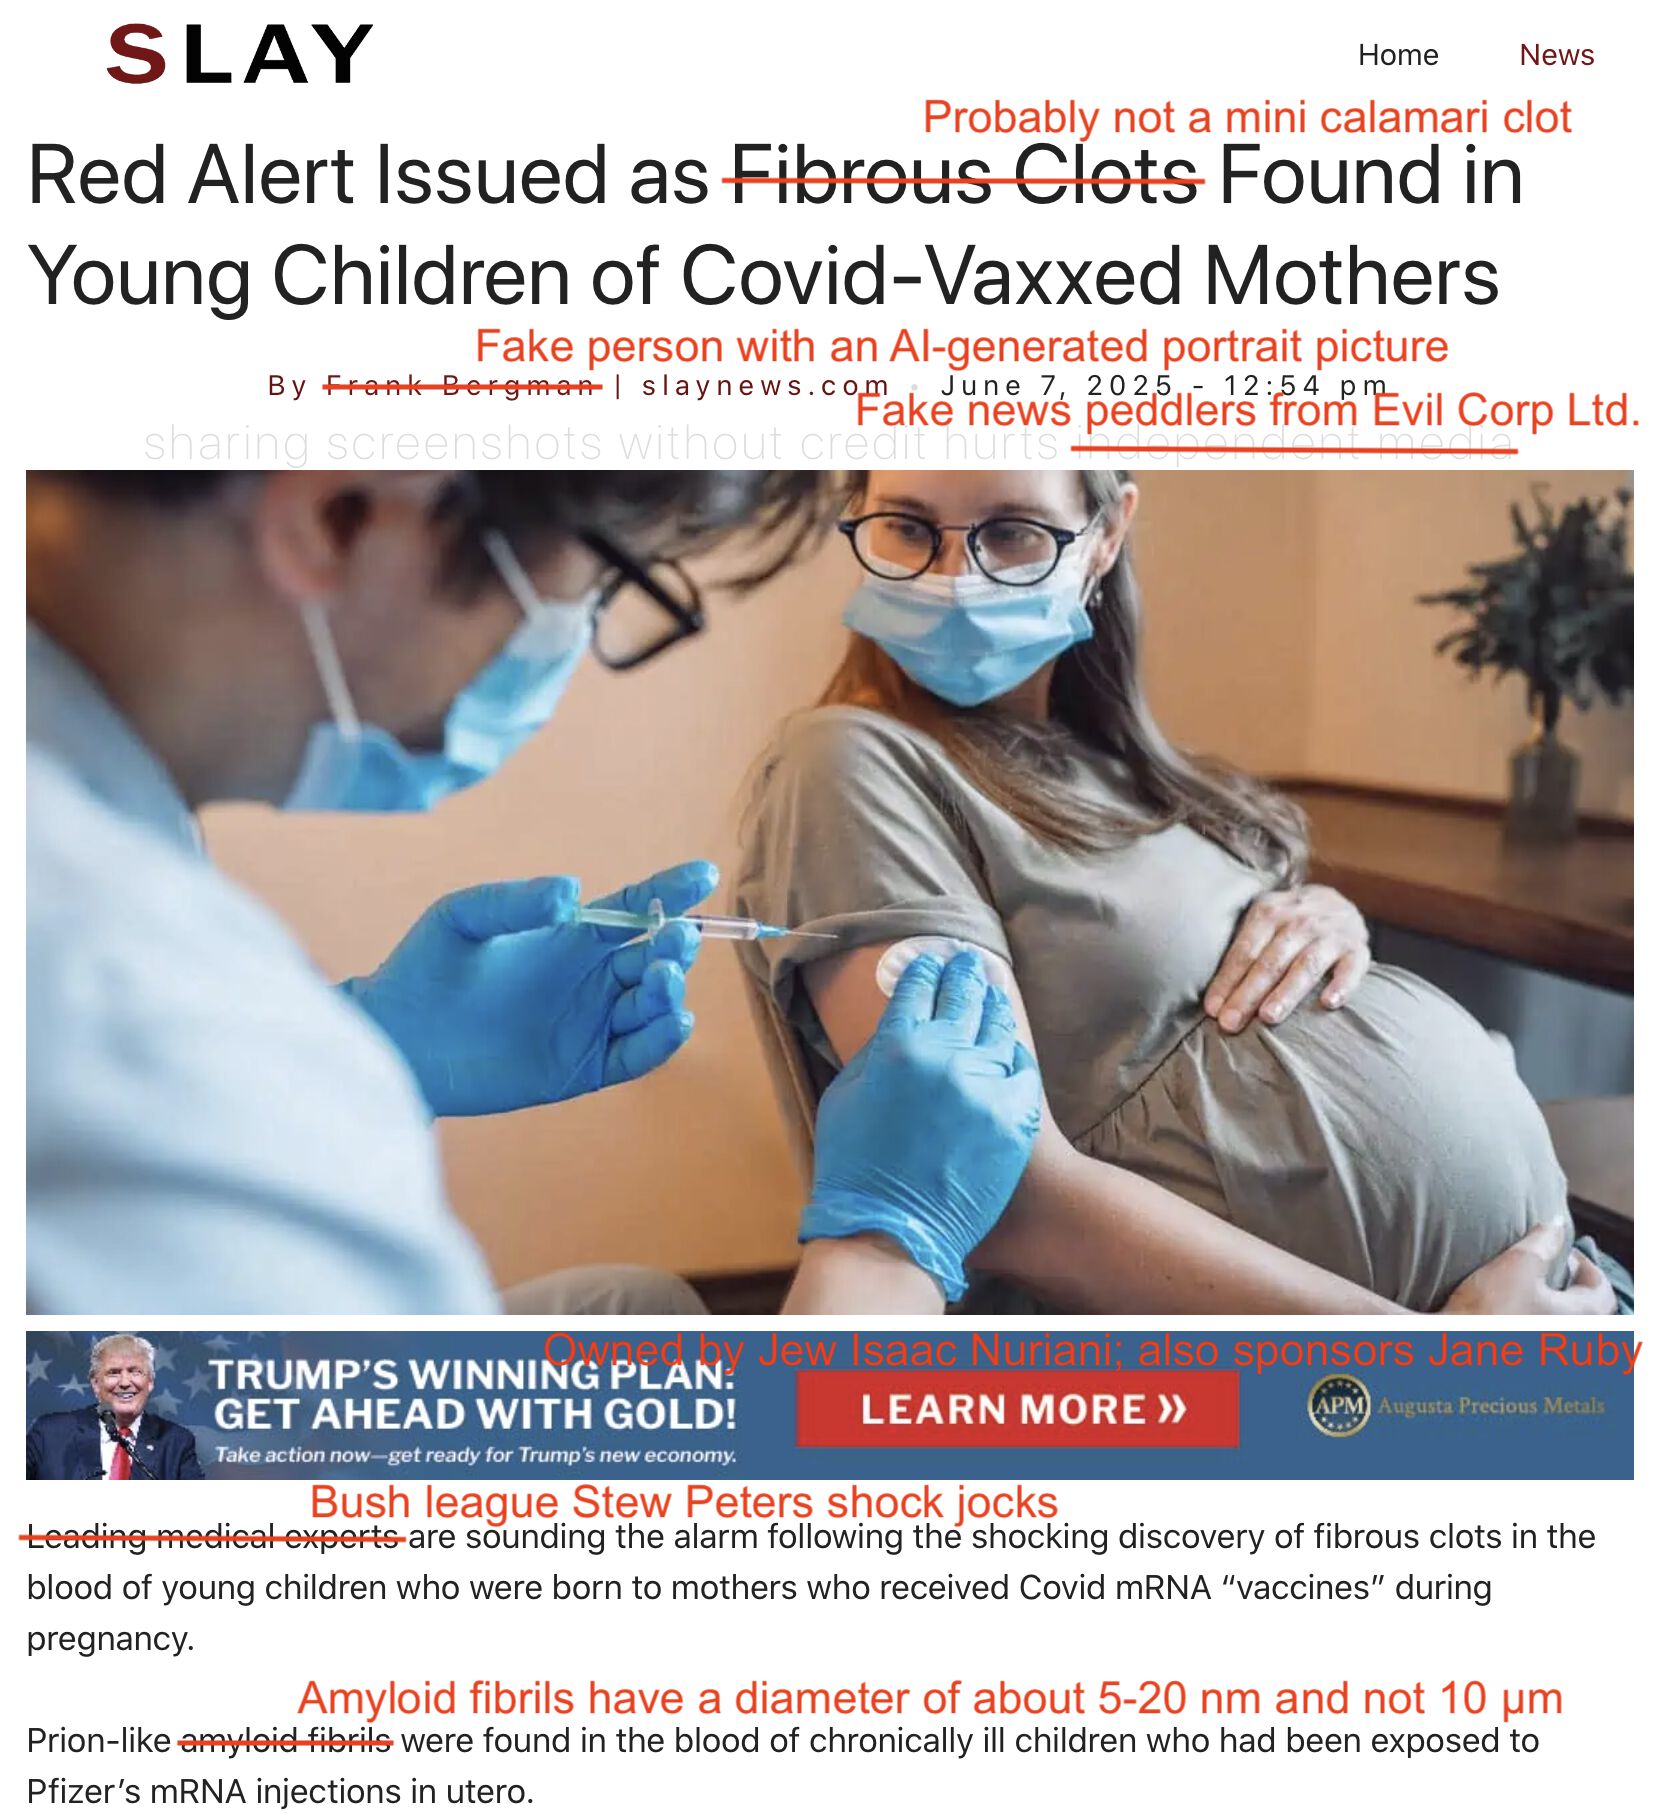 SLAY
Home News
Probably not a mini calamari clot
Red Alert Issued as Fibrous Clots Found in
Young Children of Covid-Vaxxed Mothers
Fake person with an AI-generated portrait picture
By Frank Bergman | slaynews.com • June 7, 2025 - 12:54 pm
Fake news peddlers from Evil Corp Ltd.
sharing screenshots without credit hurts independent media
Owned by Jew Isaac Nuriani; also sponsors Jane Ruby
TRUMP'S WINNING PLAN:
GET AHEAD WITH GOLD!
Take action now—get ready for Trump's new economy.
LEARN MORE »
APM Augusta Precious Metals
Bush league Stew Peters shock jocks
Leading medical experts are sounding the alarm following the shocking discovery of fibrous clots in the
blood of young children who were born to mothers who received Covid mRNA “vaccines” during
pregnancy.
Amyloid fibrils have a diameter of about 5-20 nm and not 10 µm
Prion-like amyloid fibrils were found in the blood of chronically ill children who had been exposed to
Pfizer’s mRNA injections in utero.